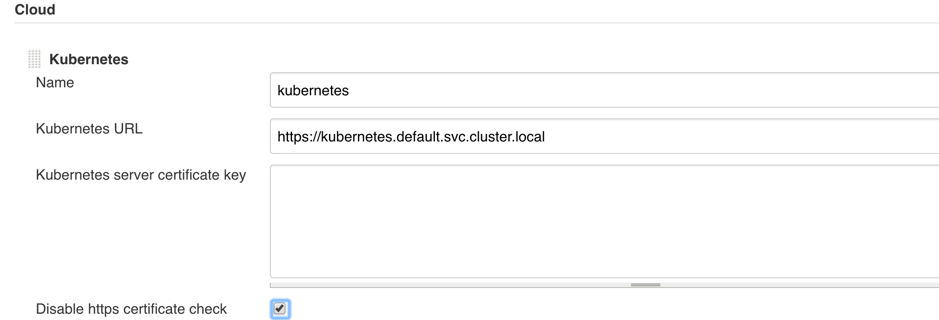 Cloud
Kubernetes
Name
kubernetes
Kubernetes URL
https://kubernetes.default.svc.cluster.local
Kubernetes server certificate key
Disable https certificate check